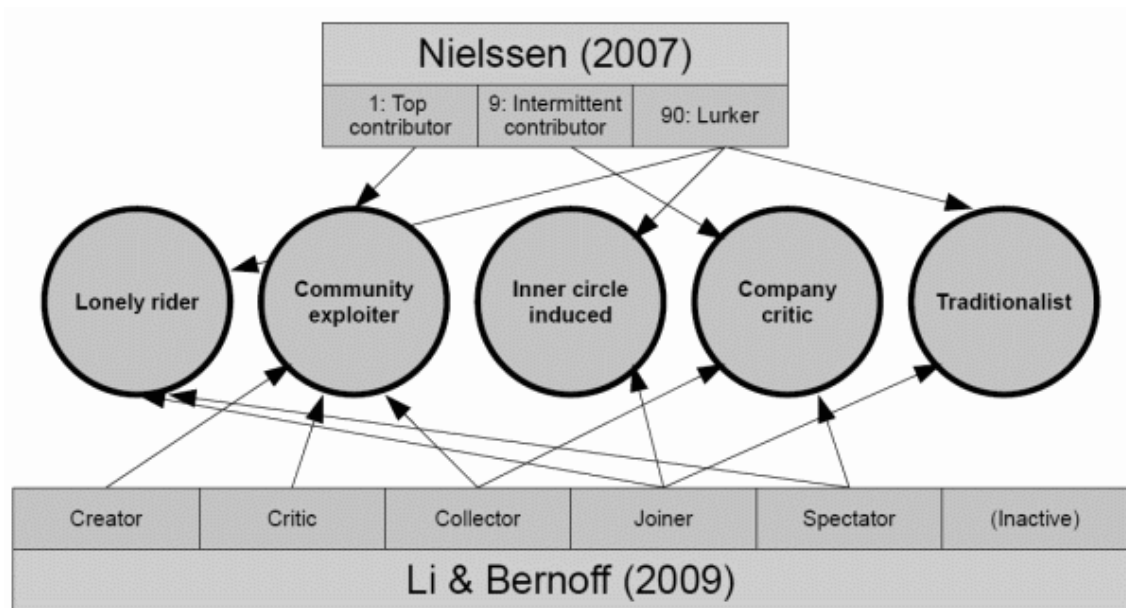 Nielssen (2007)
1: Top
contributor
9: Intermittent
contributor
90: Lurker
Lonely rider
Community
exploiter
Inner circle
induced
Company
critic
Traditionalist
Creator
Critic
Collector
Joiner
Spectator
(Inactive)
Li & Bernoff (2009)